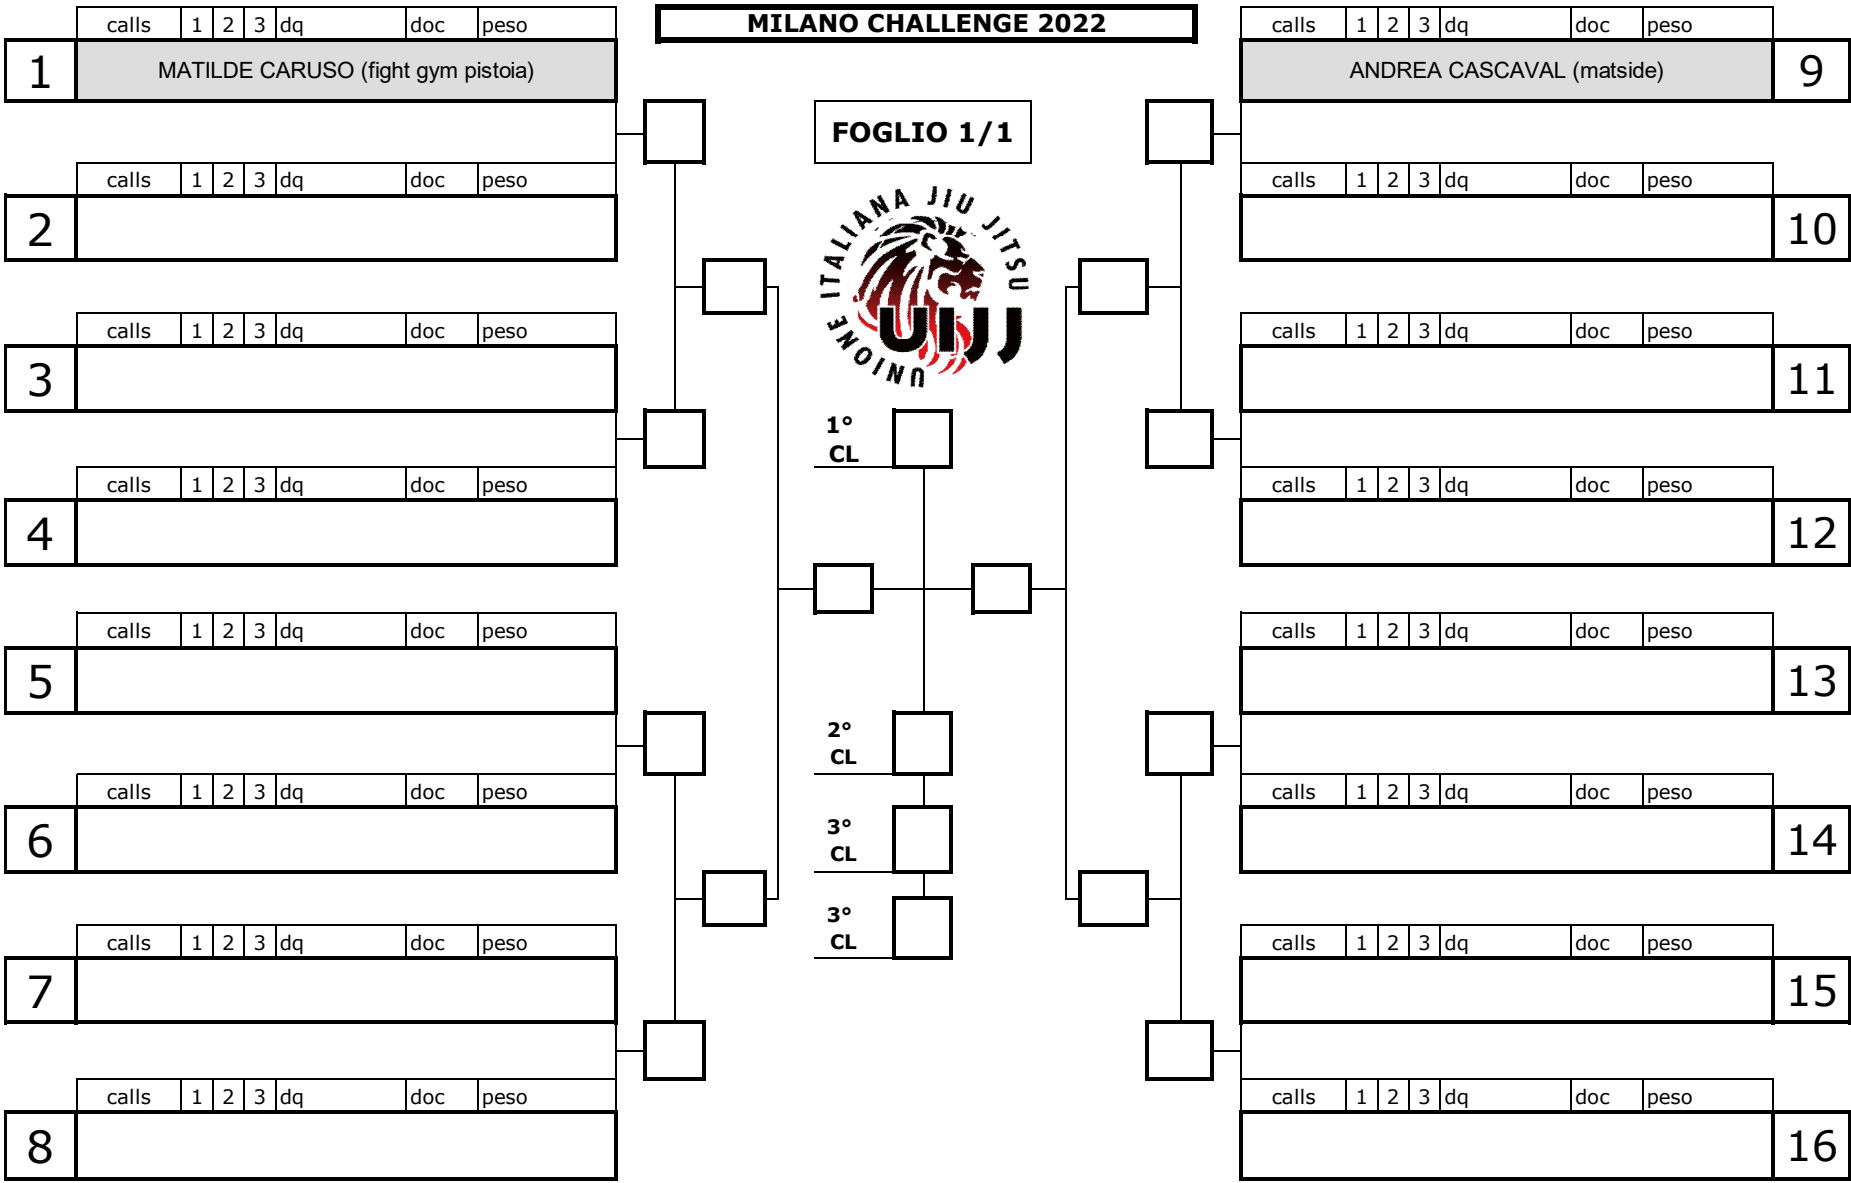 MILANO CHALLENGE 2022
FOGLIO 1/1
UNIONE ITALIANA JIU JITSU
UIJJ
calls 1 2 3 dq doc peso
1 MATILDE CARUSO (fight gym pistoia)
calls 1 2 3 dq doc peso
2
calls 1 2 3 dq doc peso
3
calls 1 2 3 dq doc peso
4
calls 1 2 3 dq doc peso
5
calls 1 2 3 dq doc peso
6
calls 1 2 3 dq doc peso
7
calls 1 2 3 dq doc peso
8
1°
CL
2°
CL
3°
CL
3°
CL
calls 1 2 3 dq doc peso
ANDREA CASCAVAL (matside) 9
calls 1 2 3 dq doc peso
10
calls 1 2 3 dq doc peso
11
calls 1 2 3 dq doc peso
12
calls 1 2 3 dq doc peso
13
calls 1 2 3 dq doc peso
14
calls 1 2 3 dq doc peso
15
calls 1 2 3 dq doc peso
16